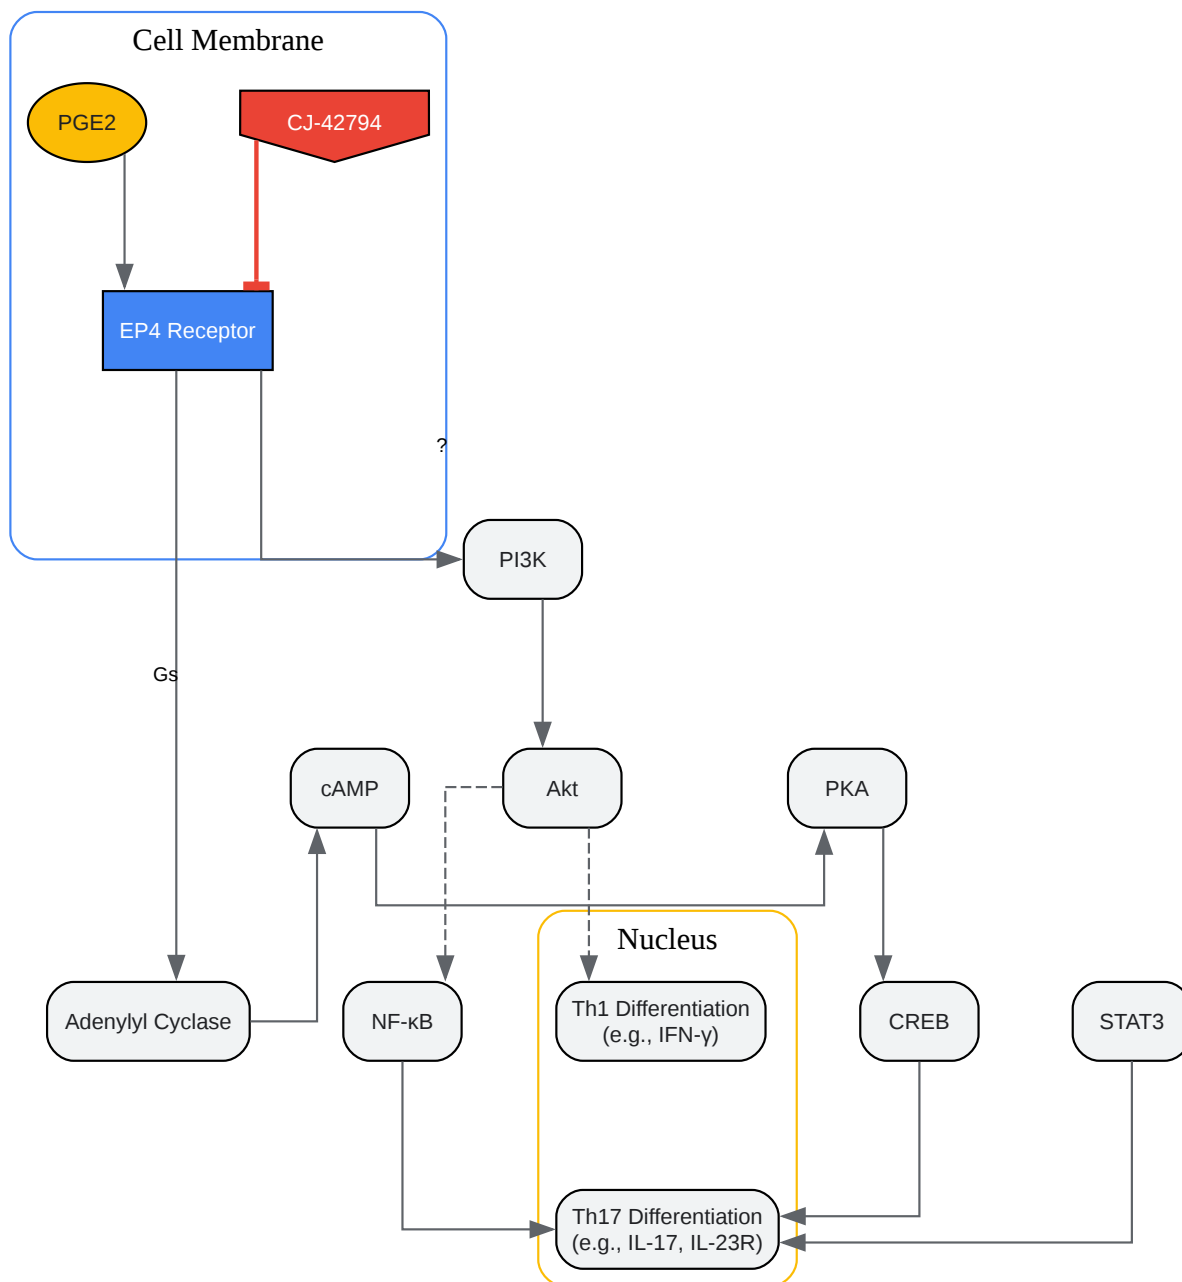 Cell Membrane
PGE2
CJ-42794
EP4 Receptor
?
PI3K
Gs
cAMP
Akt
PKA
Nucleus
Adenylyl Cyclase
NF-κB
Th1 Differentiation
(e.g., IFN-γ)
CREB
STAT3
Th17 Differentiation
(e.g., IL-17, IL-23R)